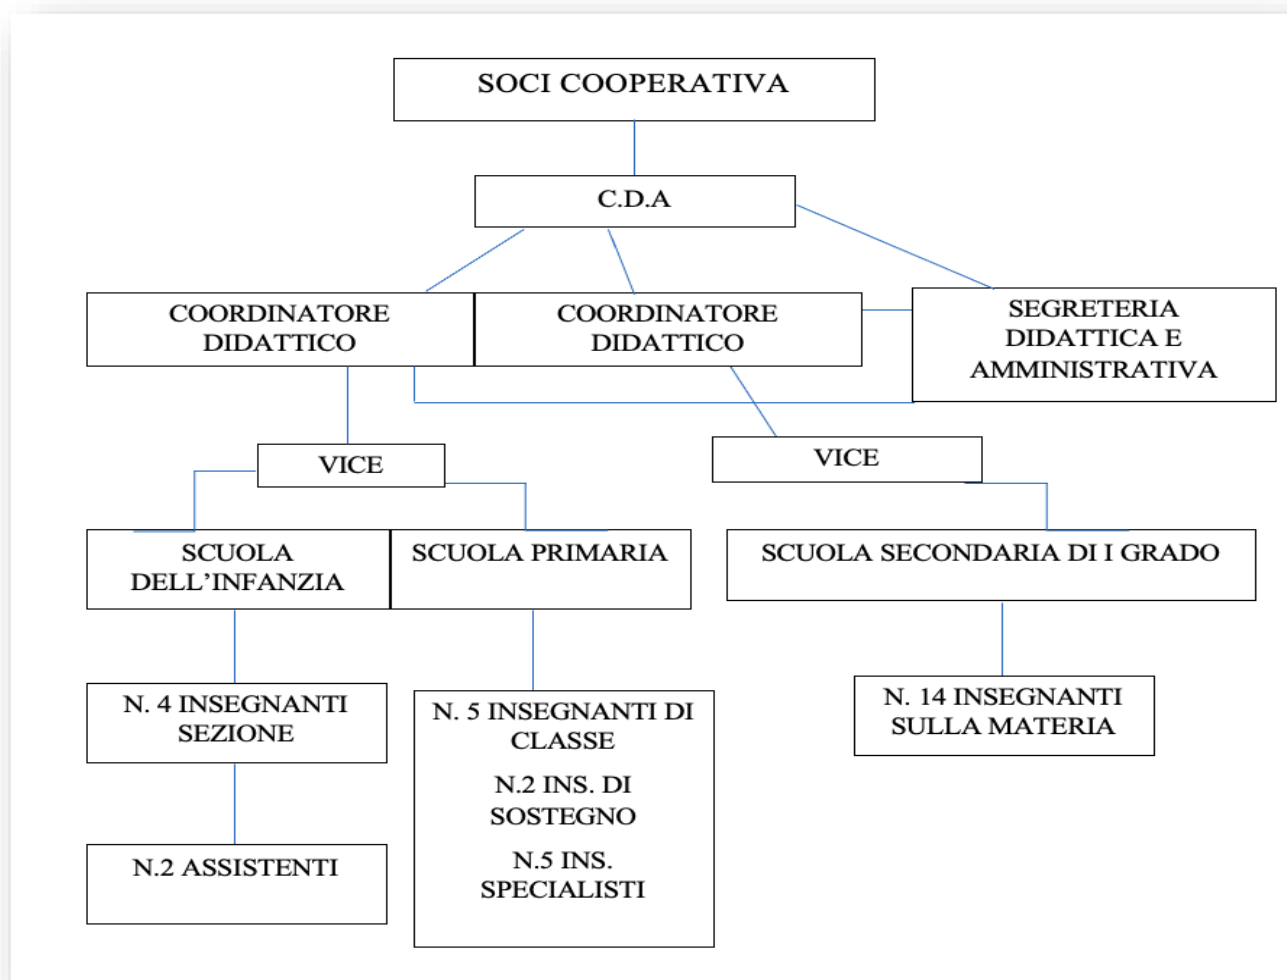 SOCI COOPERATIVA
C.D.A
COORDINATORE
DIDATTICO
COORDINATORE
DIDATTICO
SEGRETERIA
DIDATTICA E
AMMINISTRATIVA
VICE
VICE
SCUOLA
DELL’INFANZIA
SCUOLA PRIMARIA
SCUOLA SECONDARIA DI I GRADO
N. 4 INSEGNANTI
SEZIONE
N. 5 INSEGNANTI DI
CLASSE
N.2 INS. DI
SOSTEGNO
N.5 INS.
SPECIALISTI
N. 14 INSEGNANTI
SULLA MATERIA
N.2 ASSISTENTI